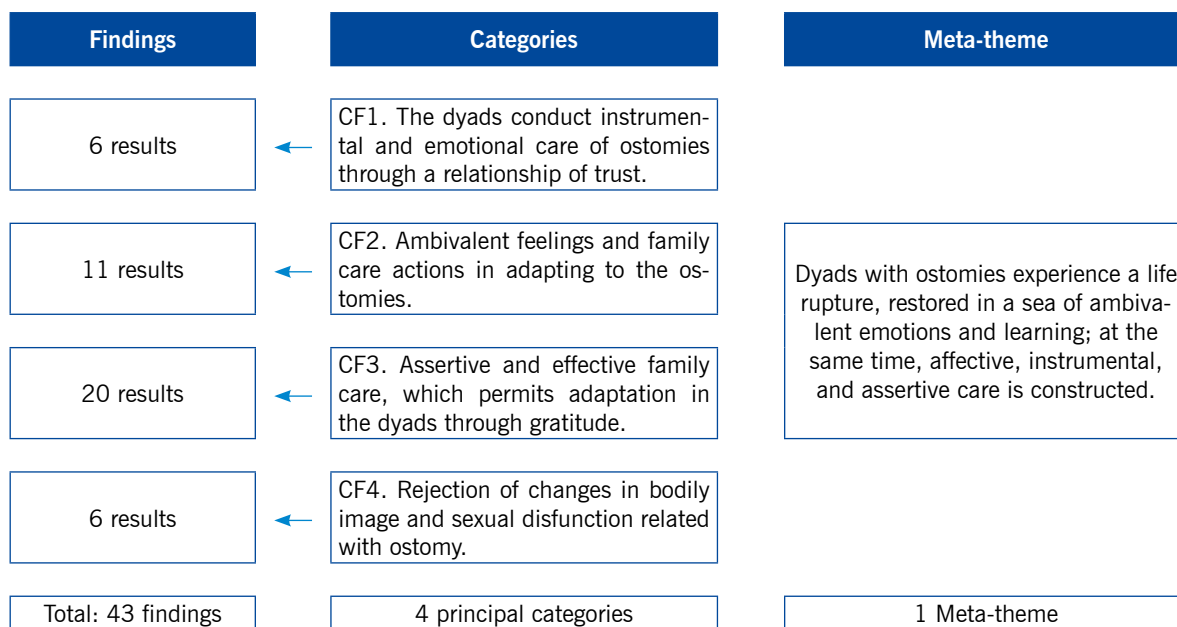 Findings
Categories
Meta-theme
6 results
CF1. The dyads conduct instrumen-
tal and emotional care of ostomies
through a relationship of trust.
11 results
CF2. Ambivalent feelings and family
care actions in adapting to the os-
tomies.
Dyads with ostomies experience a life
rupture, restored in a sea of ambiva-
lent emotions and learning; at the
same time, affective, instrumental,
and assertive care is constructed.
20 results
CF3. Assertive and effective family
care, which permits adaptation in
the dyads through gratitude.
6 results
CF4. Rejection of changes in bodily
image and sexual disfunction related
with ostomy.
Total: 43 findings
4 principal categories
1 Meta-theme